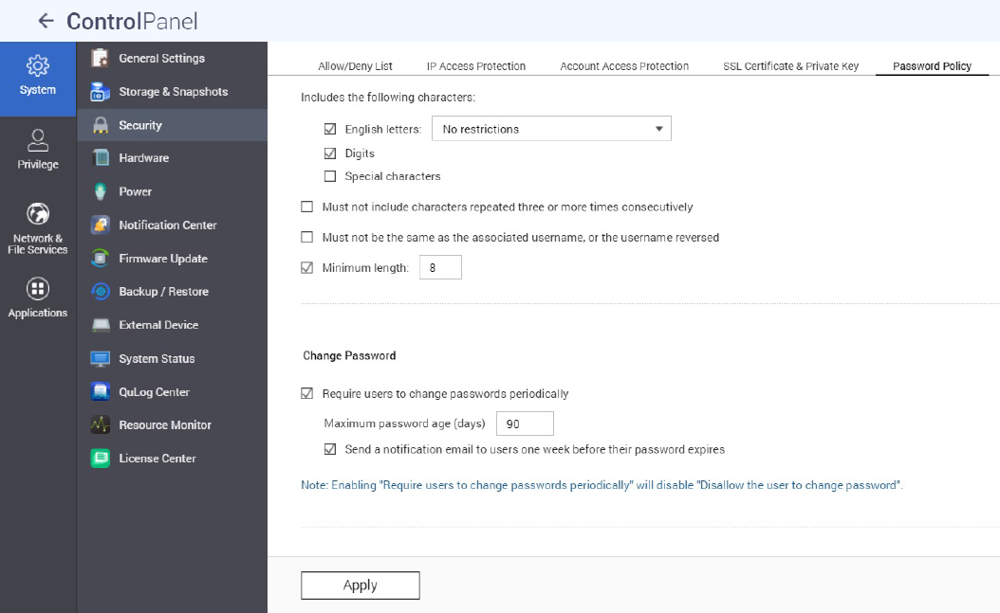 ControlPanel
System
Privilege
Network &
File Services
Applications
General Settings
Storage & Snapshots
Security
Hardware
Power
Notification Center
Firmware Update
Backup / Restore
External Device
System Status
QuLog Center
Resource Monitor
License Center
Allow/Deny List IP Access Protection Account Access Protection SSL Certificate & Private Key Password Policy
Includes the following characters:
English letters: No restrictions
Digits
Special characters
Must not include characters repeated three or more times consecutively
Must not be the same as the associated username, or the username reversed
Minimum length: 8
Change Password
Require users to change passwords periodically
Maximum password age (days) 90
Send a notification email to users one week before their password expires
Note: Enabling "Require users to change passwords periodically" will disable "Disallow the user to change password".
Apply